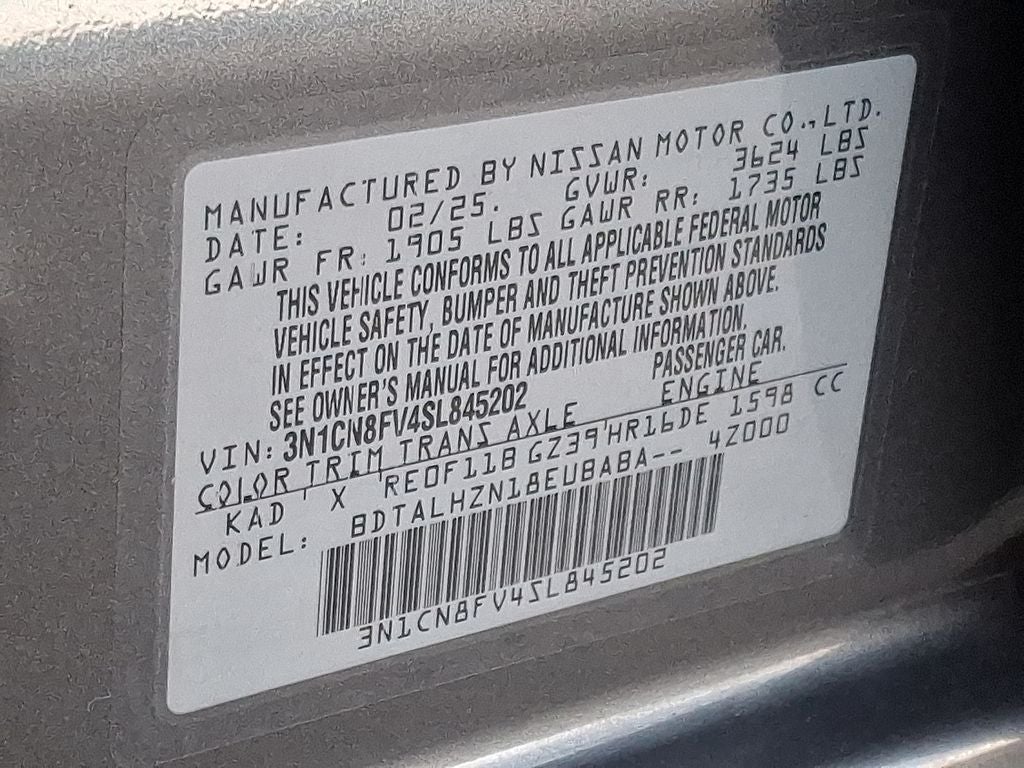 MANUFACTURED BY NISSAN MOTOR CO.,LTD.
DATE: 02/25. GVWR: 3624 LBS
GAWR FR: 1905 LBS GAWR RR: 1735 LBS
THIS VEHICLE CONFORMS TO ALL APPLICABLE FEDERAL MOTOR
VEHICLE SAFETY, BUMPER AND THEFT PREVENTION STANDARDS
IN EFFECT ON THE DATE OF MANUFACTURE SHOWN ABOVE.
SEE OWNER'S MANUAL FOR ADDITIONAL INFORMATION.
VIN: 3N1CN8FV4SL845202 PASSENGER CAR.
COLOR TRIM TRANS AXLE ENGINE
KAD X RE0F11B GZ39 HR16DE 1598 CC
MODEL: BDTALHZN18EUBABA-- 4Z000
3N1CN8FV4SL845202